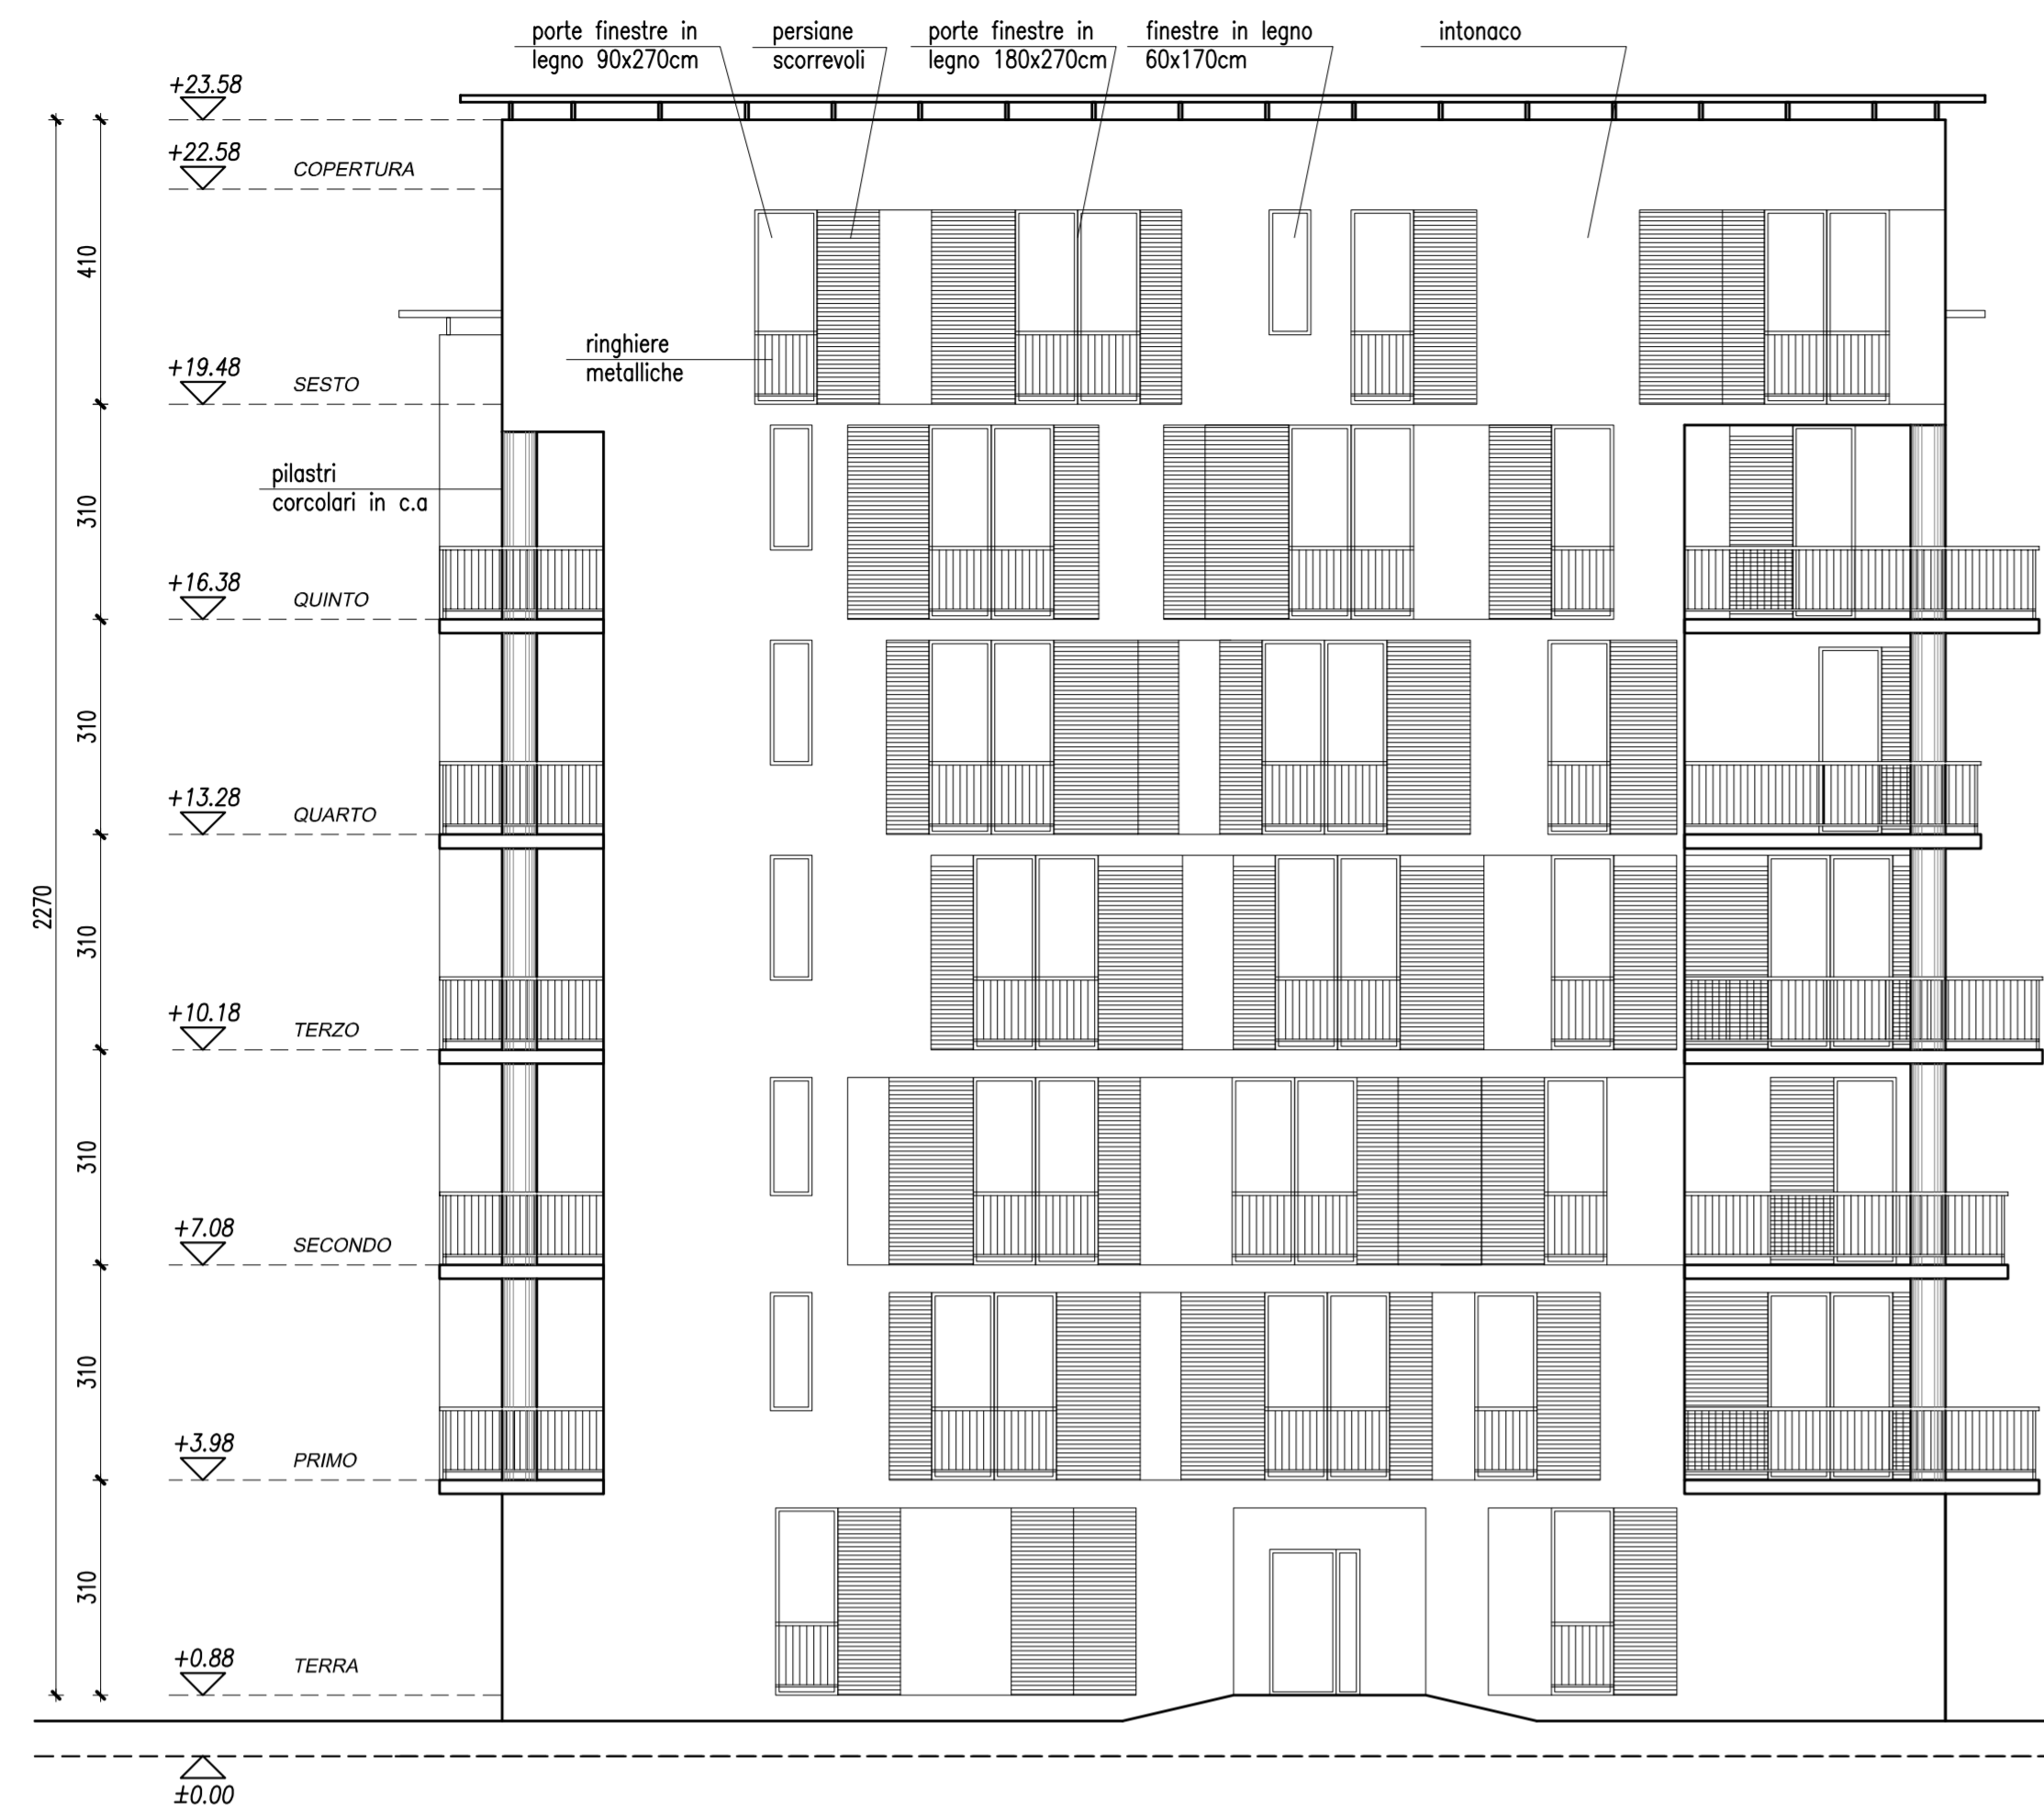 porte finestre in
legno 90x270cm
persiane
scorrevoli
porte finestre in
legno 180x270cm
finestre in legno
60x170cm
intonaco
+23.58
+22.58
COPERTURA
410
ringhiere
metalliche
+19.48
SESTO
pilastri
corcolari in c.a
310
+16.38
QUINTO
310
+13.28
QUARTO
2270
310
+10.18
TERZO
310
+7.08
SECONDO
310
+3.98
PRIMO
310
+0.88
TERRA
±0.00